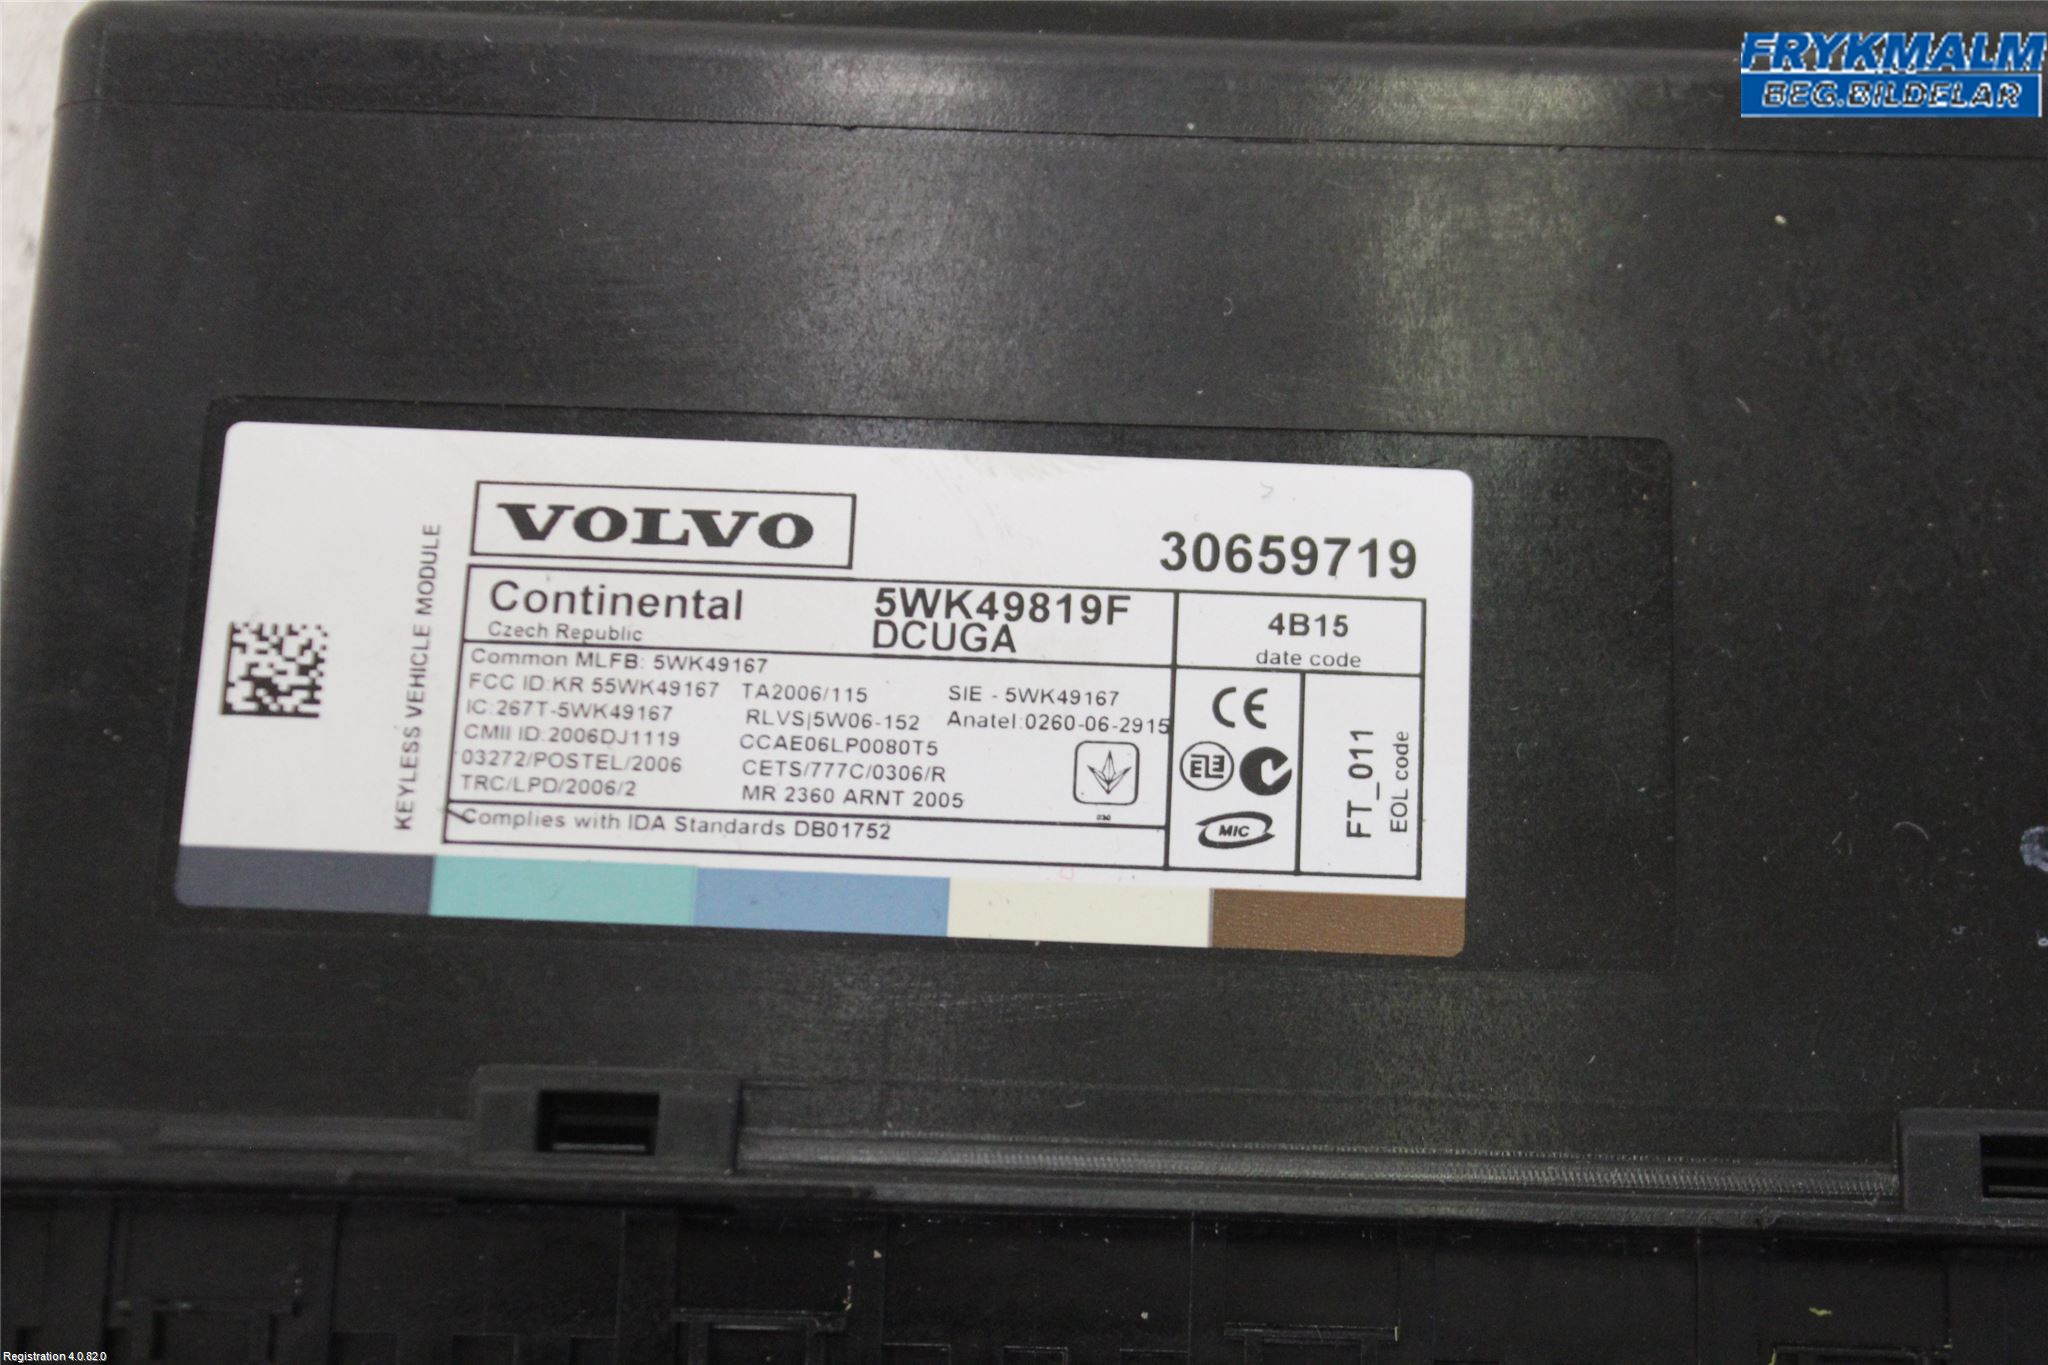 FRYKMALM
BEG.BILDELAR
VOLVO
30659719
KEYLESS VEHICLE MODULE
Continental
Czech Republic
5WK49819F
DCUGA
4B15
date code
Common MLFB: 5WK49167
FCC ID:KR 55WK49167 TA2006/115 SIE - 5WK49167
IC:267T-5WK49167 RLVS|5W06-152 Anatel:0260-06-2915
CMII ID:2006DJ1119 CCAE06LP0080T5
03272/POSTEL/2006 CETS/777C/0306/R
TRC/LPD/2006/2 MR 2360 ARNT 2005
Complies with IDA Standards DB01752
CE
MIC
FT_011
EOL code
Registration 4.0.82.0